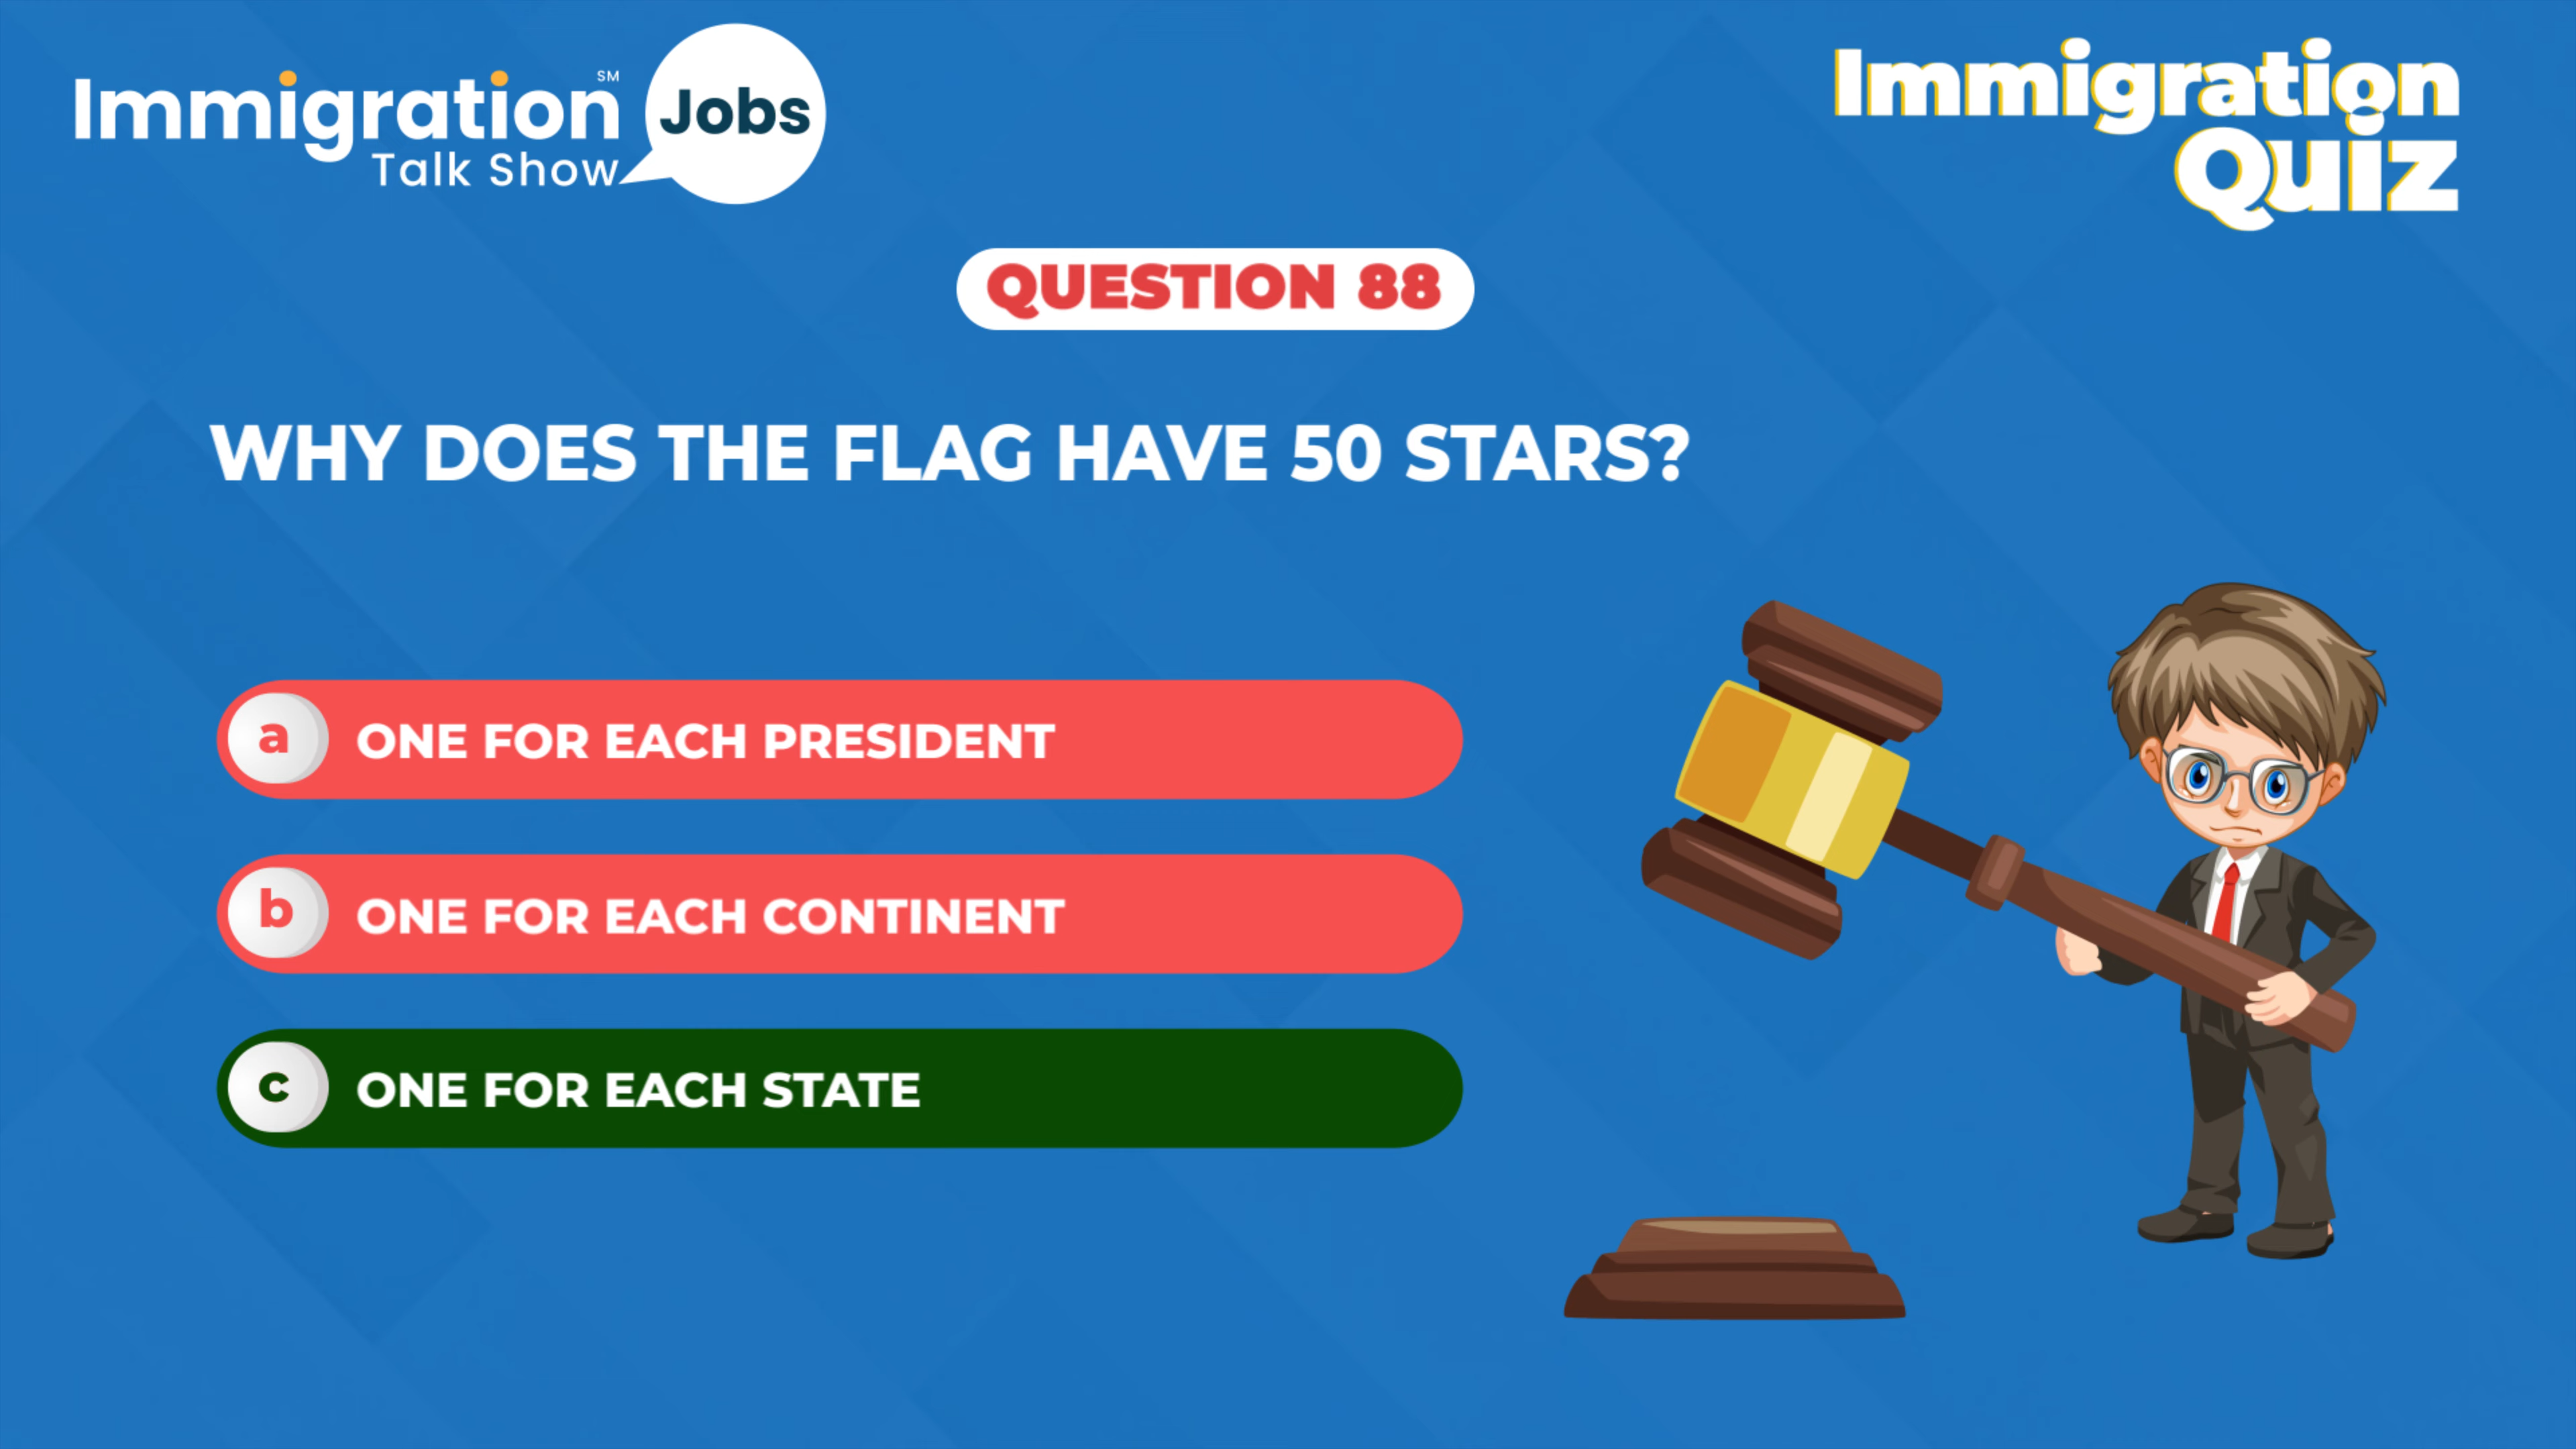 Immigration SM
Talk Show
Jobs
Immigration
Quiz
QUESTION 88
WHY DOES THE FLAG HAVE 50 STARS?
a ONE FOR EACH PRESIDENT
b ONE FOR EACH CONTINENT
c ONE FOR EACH STATE